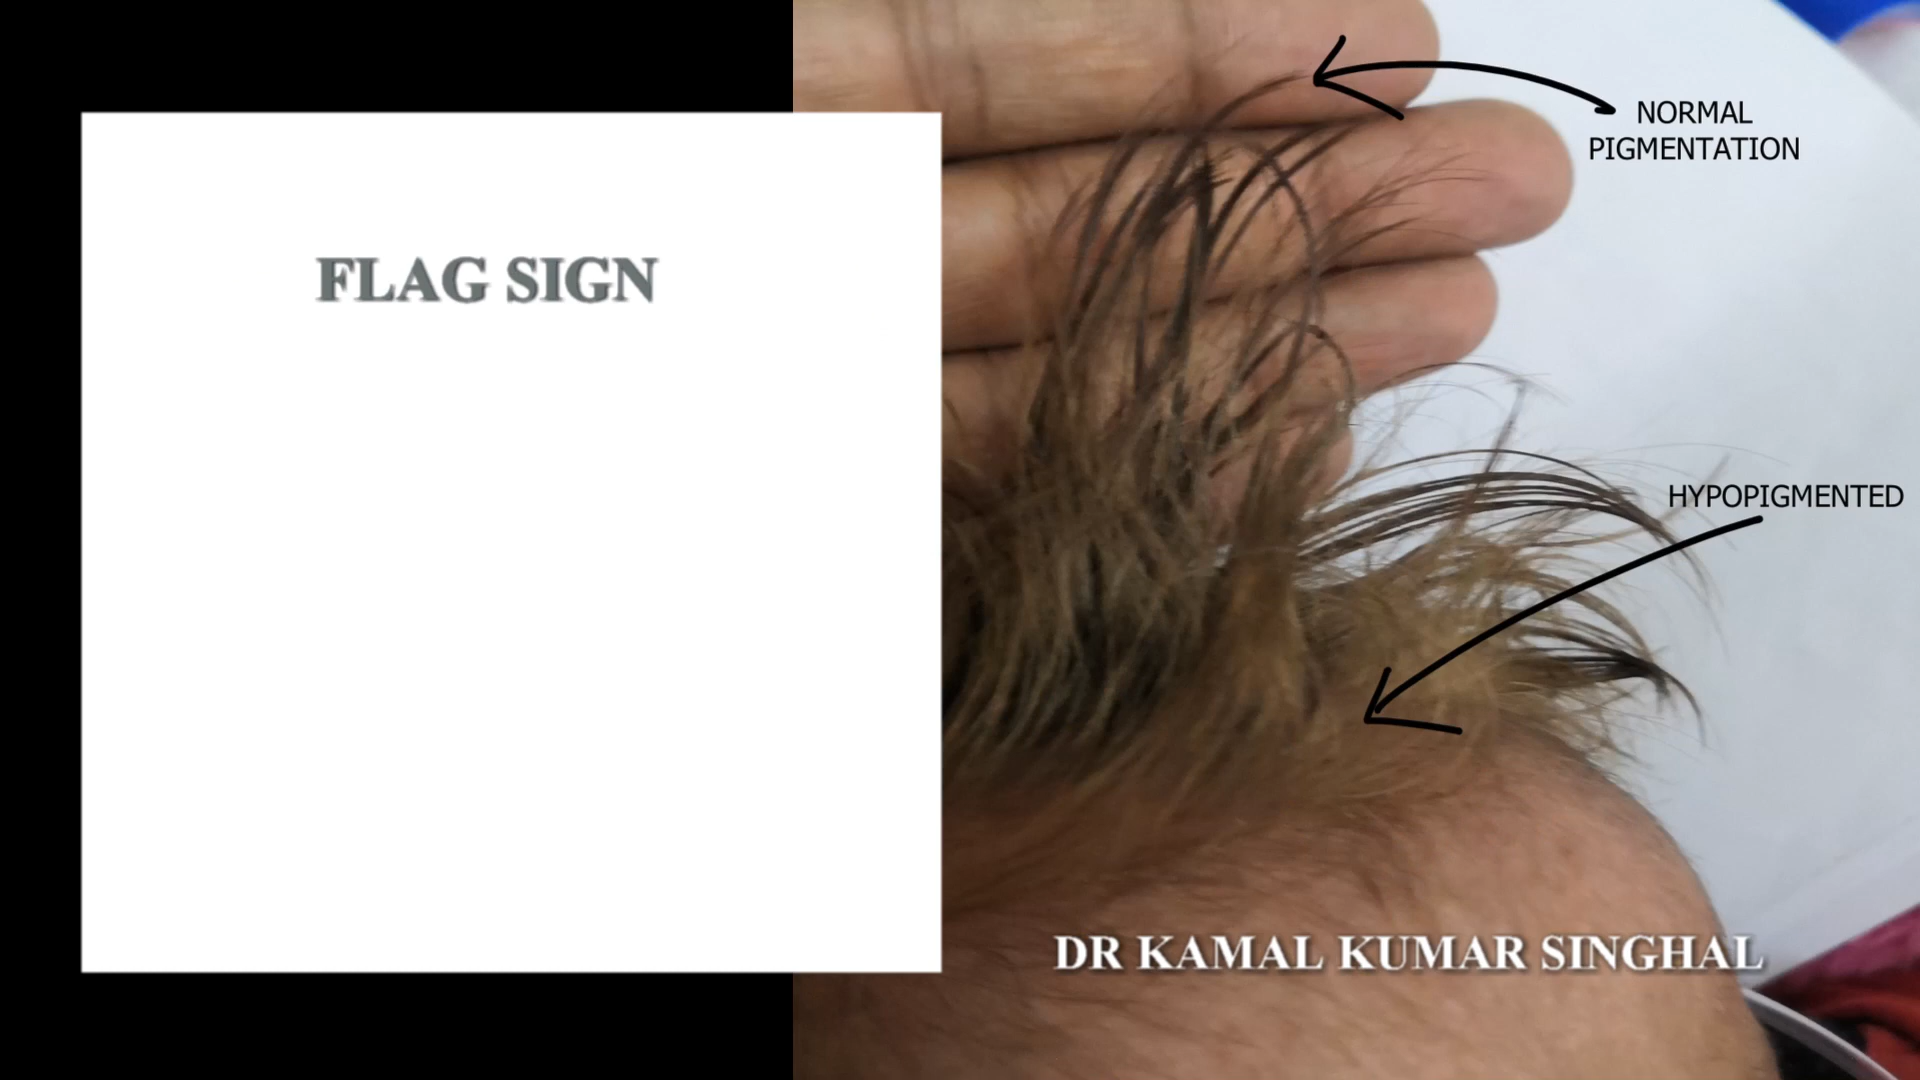 FLAG SIGN
NORMAL
PIGMENTATION
HYPOPIGMENTED
DR KAMAL KUMAR SINGHAL